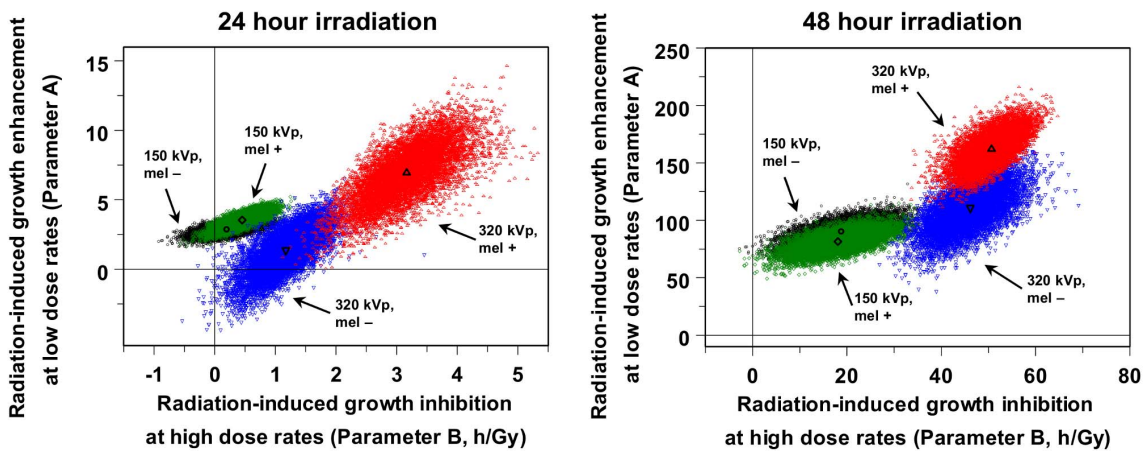 24 hour irradiation
Radiation-induced growth enhancement
at low dose rates (Parameter A)
15
10
5
0
150 kVp,
mel –
150 kVp,
mel +
320 kVp,
mel +
320 kVp,
mel –
-1 0 1 2 3 4 5
Radiation-induced growth inhibition
at high dose rates (Parameter B, h/Gy)
48 hour irradiation
Radiation-induced growth enhancement
at low dose rates (Parameter A)
250
200
150
100
50
0
320 kVp,
mel +
150 kVp,
mel –
150 kVp,
mel +
320 kVp,
mel –
0 20 40 60 80
Radiation-induced growth inhibition
at high dose rates (Parameter B, h/Gy)